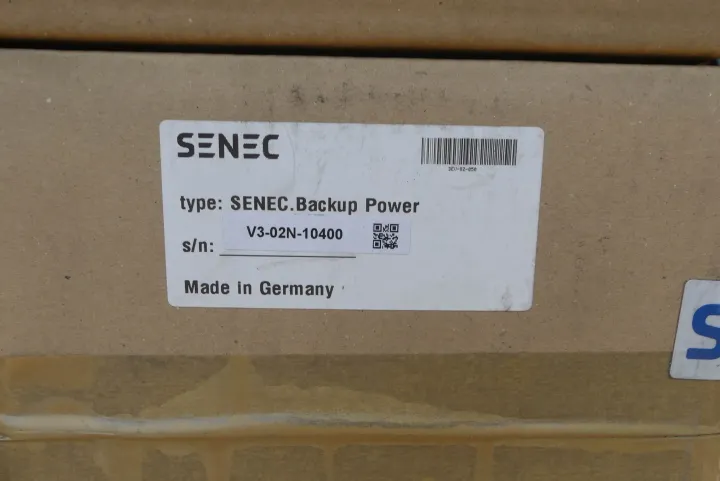 SENEC
type: SENEC.Backup Power
V3-02N-10400
s/n:
Made in Germany
S